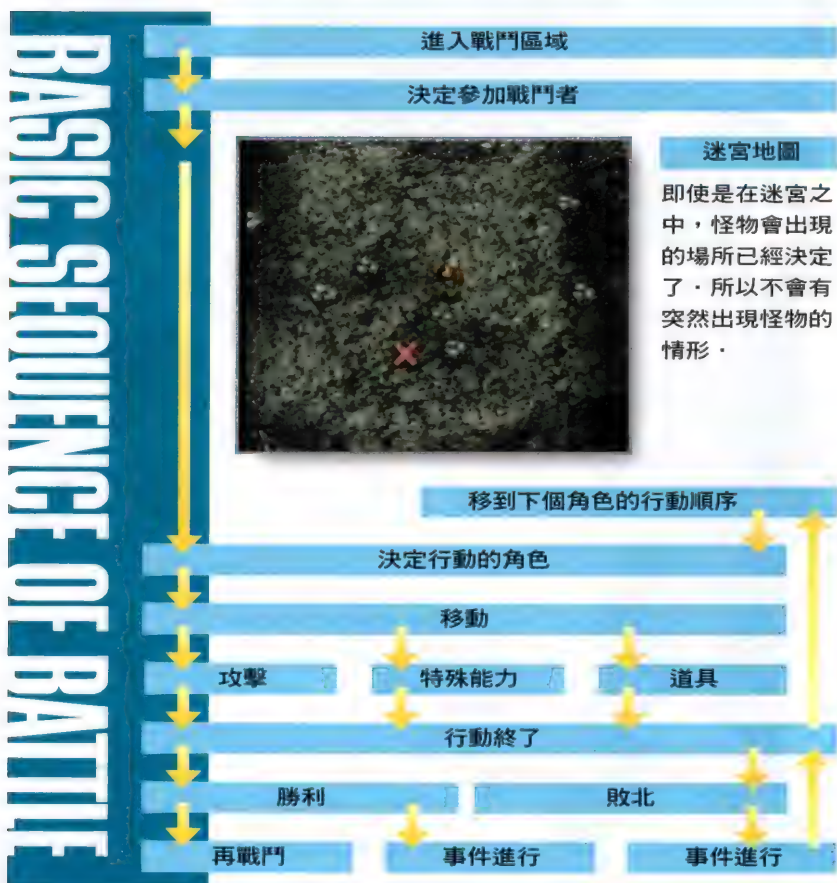 BASIC SEQUENCE OF BATTLE
進入戰鬥區域
決定參加戰鬥者
迷宮地圖
即使是在迷宮之
中，怪物會出現
的場所已經決定
了．所以不會有
突然出現怪物的
情形．
移到下個角色的行動順序
決定行動的角色
移動
攻擊
特殊能力
道具
行動終了
勝利
敗北
再戰鬥
事件進行
事件進行